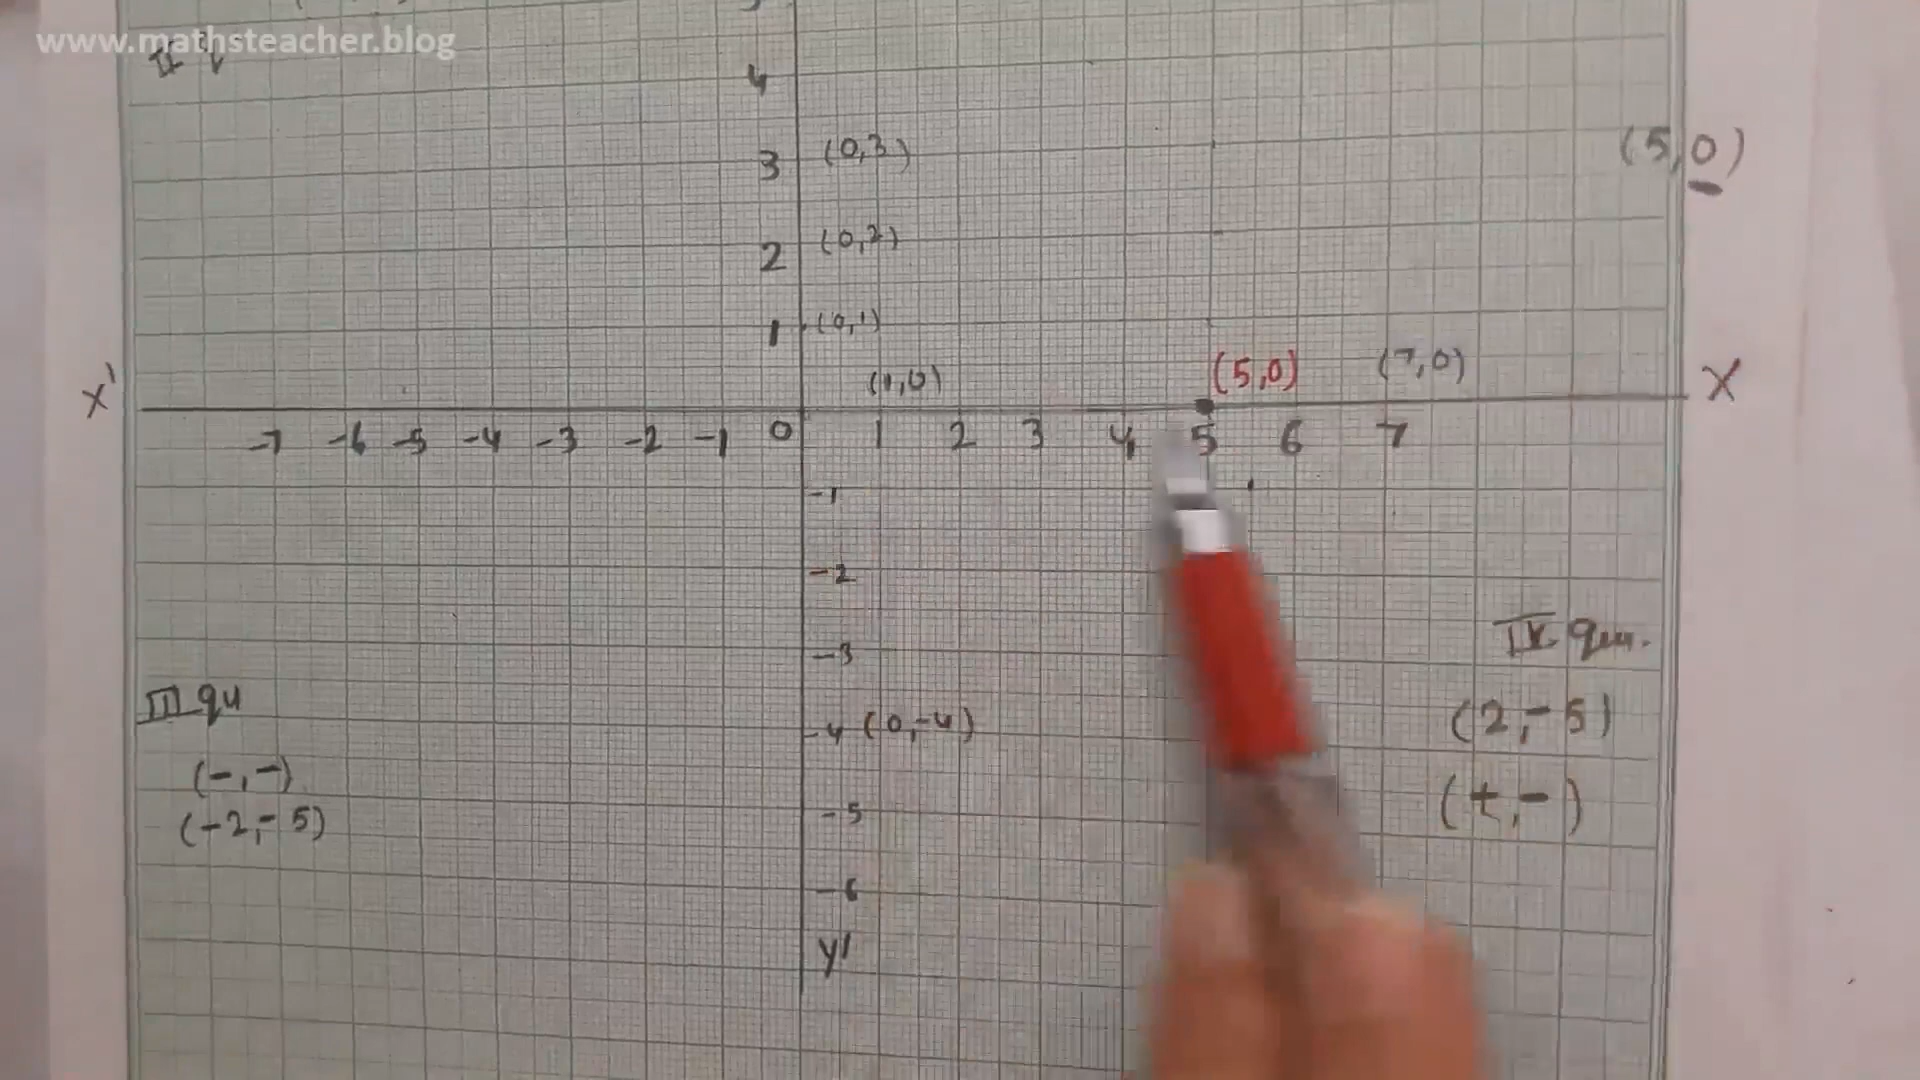 www.mathsteacher.blog
II
4
3 (0,3)
(5,0)
2 (0,2)
1 (0,1)
X' (1,0) (5,0) (7,0) X
-7 -6 -5 -4 -3 -2 -1 0 1 2 3 4 5 6 7
-1
-2
-3
IV qu.
III qu
-4 (0,-4)
(2,-5)
(-,-)
(+,-)
(-2,-5)
-5
-6
y'